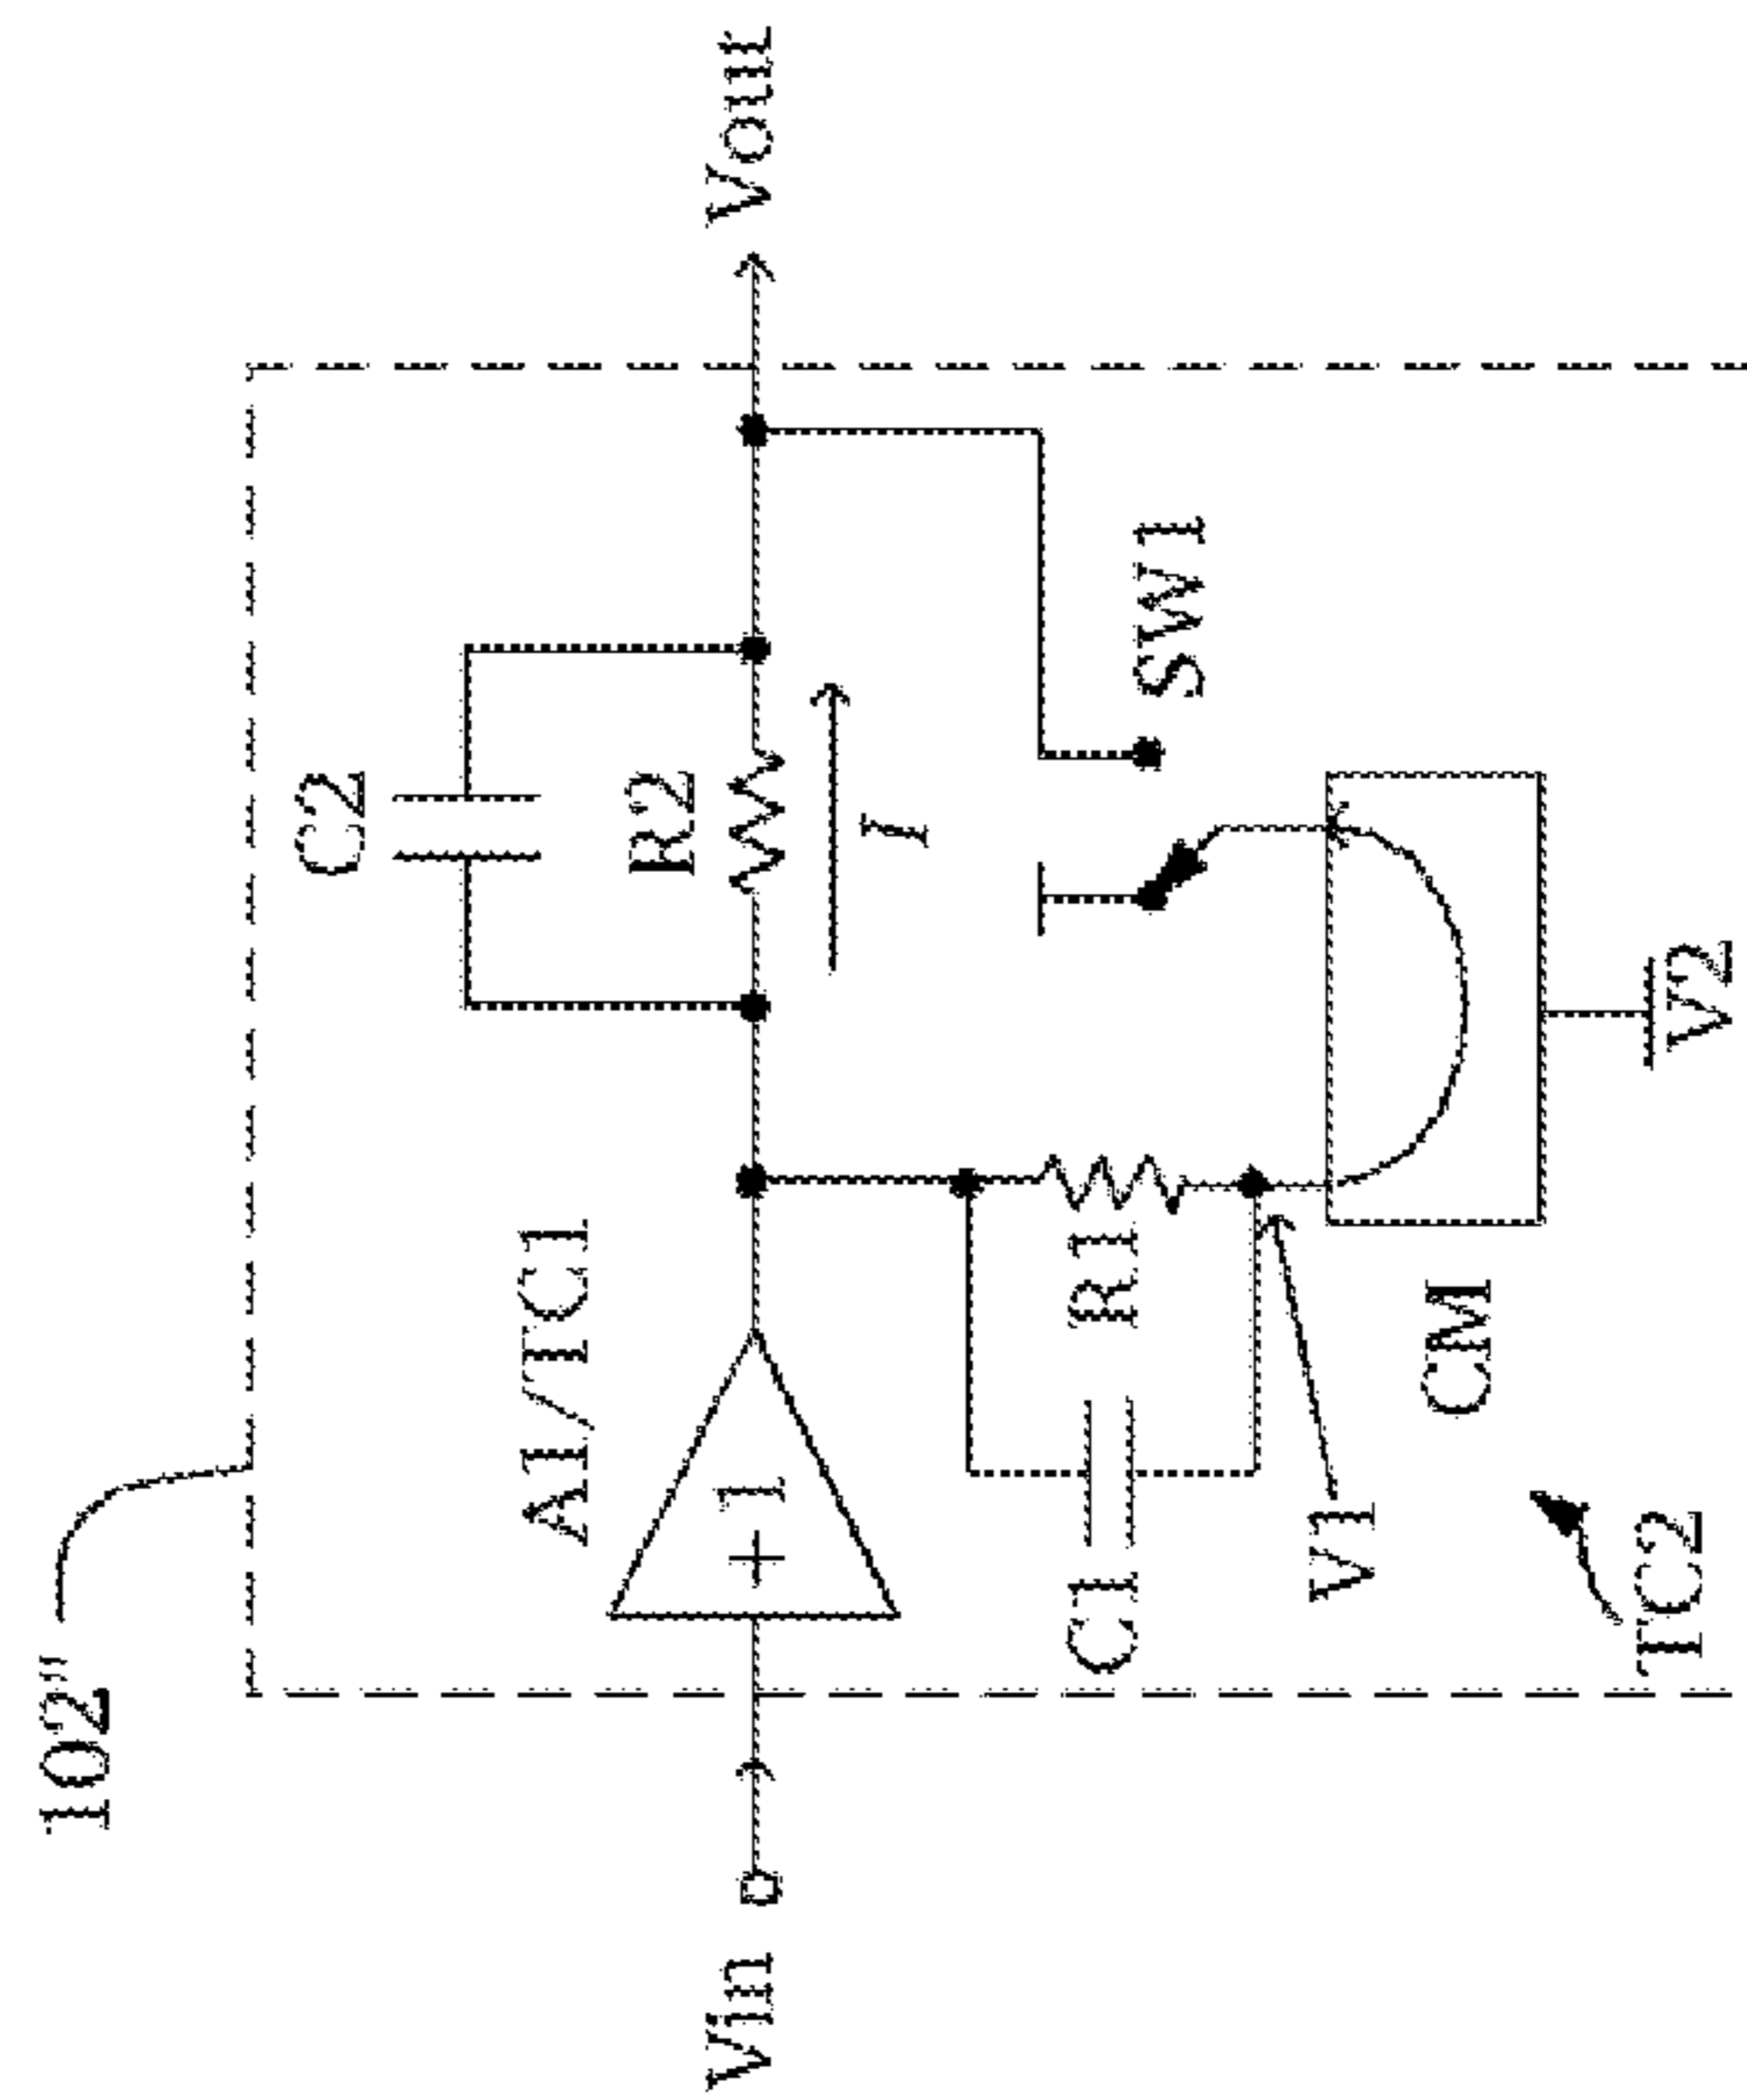 102"
C2
Vin
A1/TC1
+1
R2
Vout
I
C1
R1
SW1
V1
CM
TC2
V2